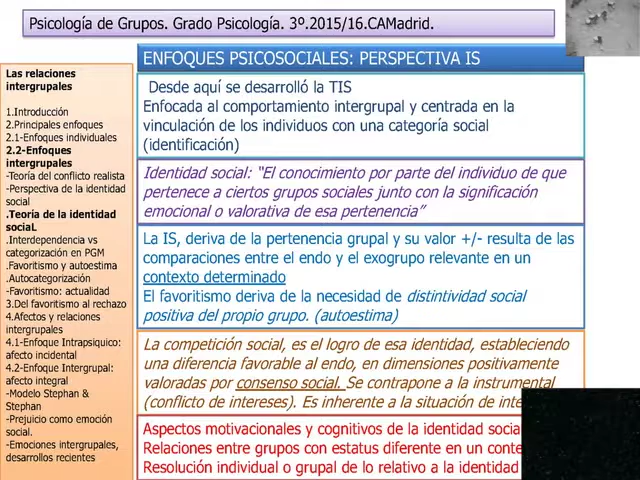 Psicología de Grupos. Grado Psicología. 3º.2015/16.CAMadrid.
Las relaciones
intergrupales
1.Introducción
2.Principales enfoques
2.1-Enfoques individuales
2.2-Enfoques
intergrupales
-Teoría del conflicto realista
-Perspectiva de la identidad
social
.Teoría de la identidad
sociaL
.Interdependencia vs
categorización en PGM
.Favoritismo y autoestima
.Autocategorización
-Favoritismo: actualidad
3.Del favoritismo al rechazo
4.Afectos y relaciones
intergrupales
4.1-Enfoque Intrapsiquico:
afecto incidental
4.2-Enfoque Intergrupal:
afecto integral
-Modelo Stephan &
Stephan
-Prejuicio como emoción
social.
-Emociones intergrupales,
desarrollos recientes
ENFOQUES PSICOSOCIALES: PERSPECTIVA IS
Desde aquí se desarrolló la TIS
Enfocada al comportamiento intergrupal y centrada en la
vinculación de los individuos con una categoría social
(identificación)
Identidad social: “El conocimiento por parte del individuo de que
pertenece a ciertos grupos sociales junto con la significación
emocional o valorativa de esa pertenencia”
La IS, deriva de la pertenencia grupal y su valor +/- resulta de las
comparaciones entre el endo y el exogrupo relevante en un
contexto determinado
El favoritismo deriva de la necesidad de distintividad social
positiva del propio grupo. (autoestima)
La competición social, es el logro de esa identidad, estableciendo
una diferencia favorable al endo, en dimensiones positivamente
valoradas por consenso social. Se contrapone a la instrumental
(conflicto de intereses). Es inherente a la situación de
Aspectos motivacionales y cognitivos de la identidad
Relaciones entre grupos con estatus diferente en un
Resolución individual o grupal de lo relativo a la identidad